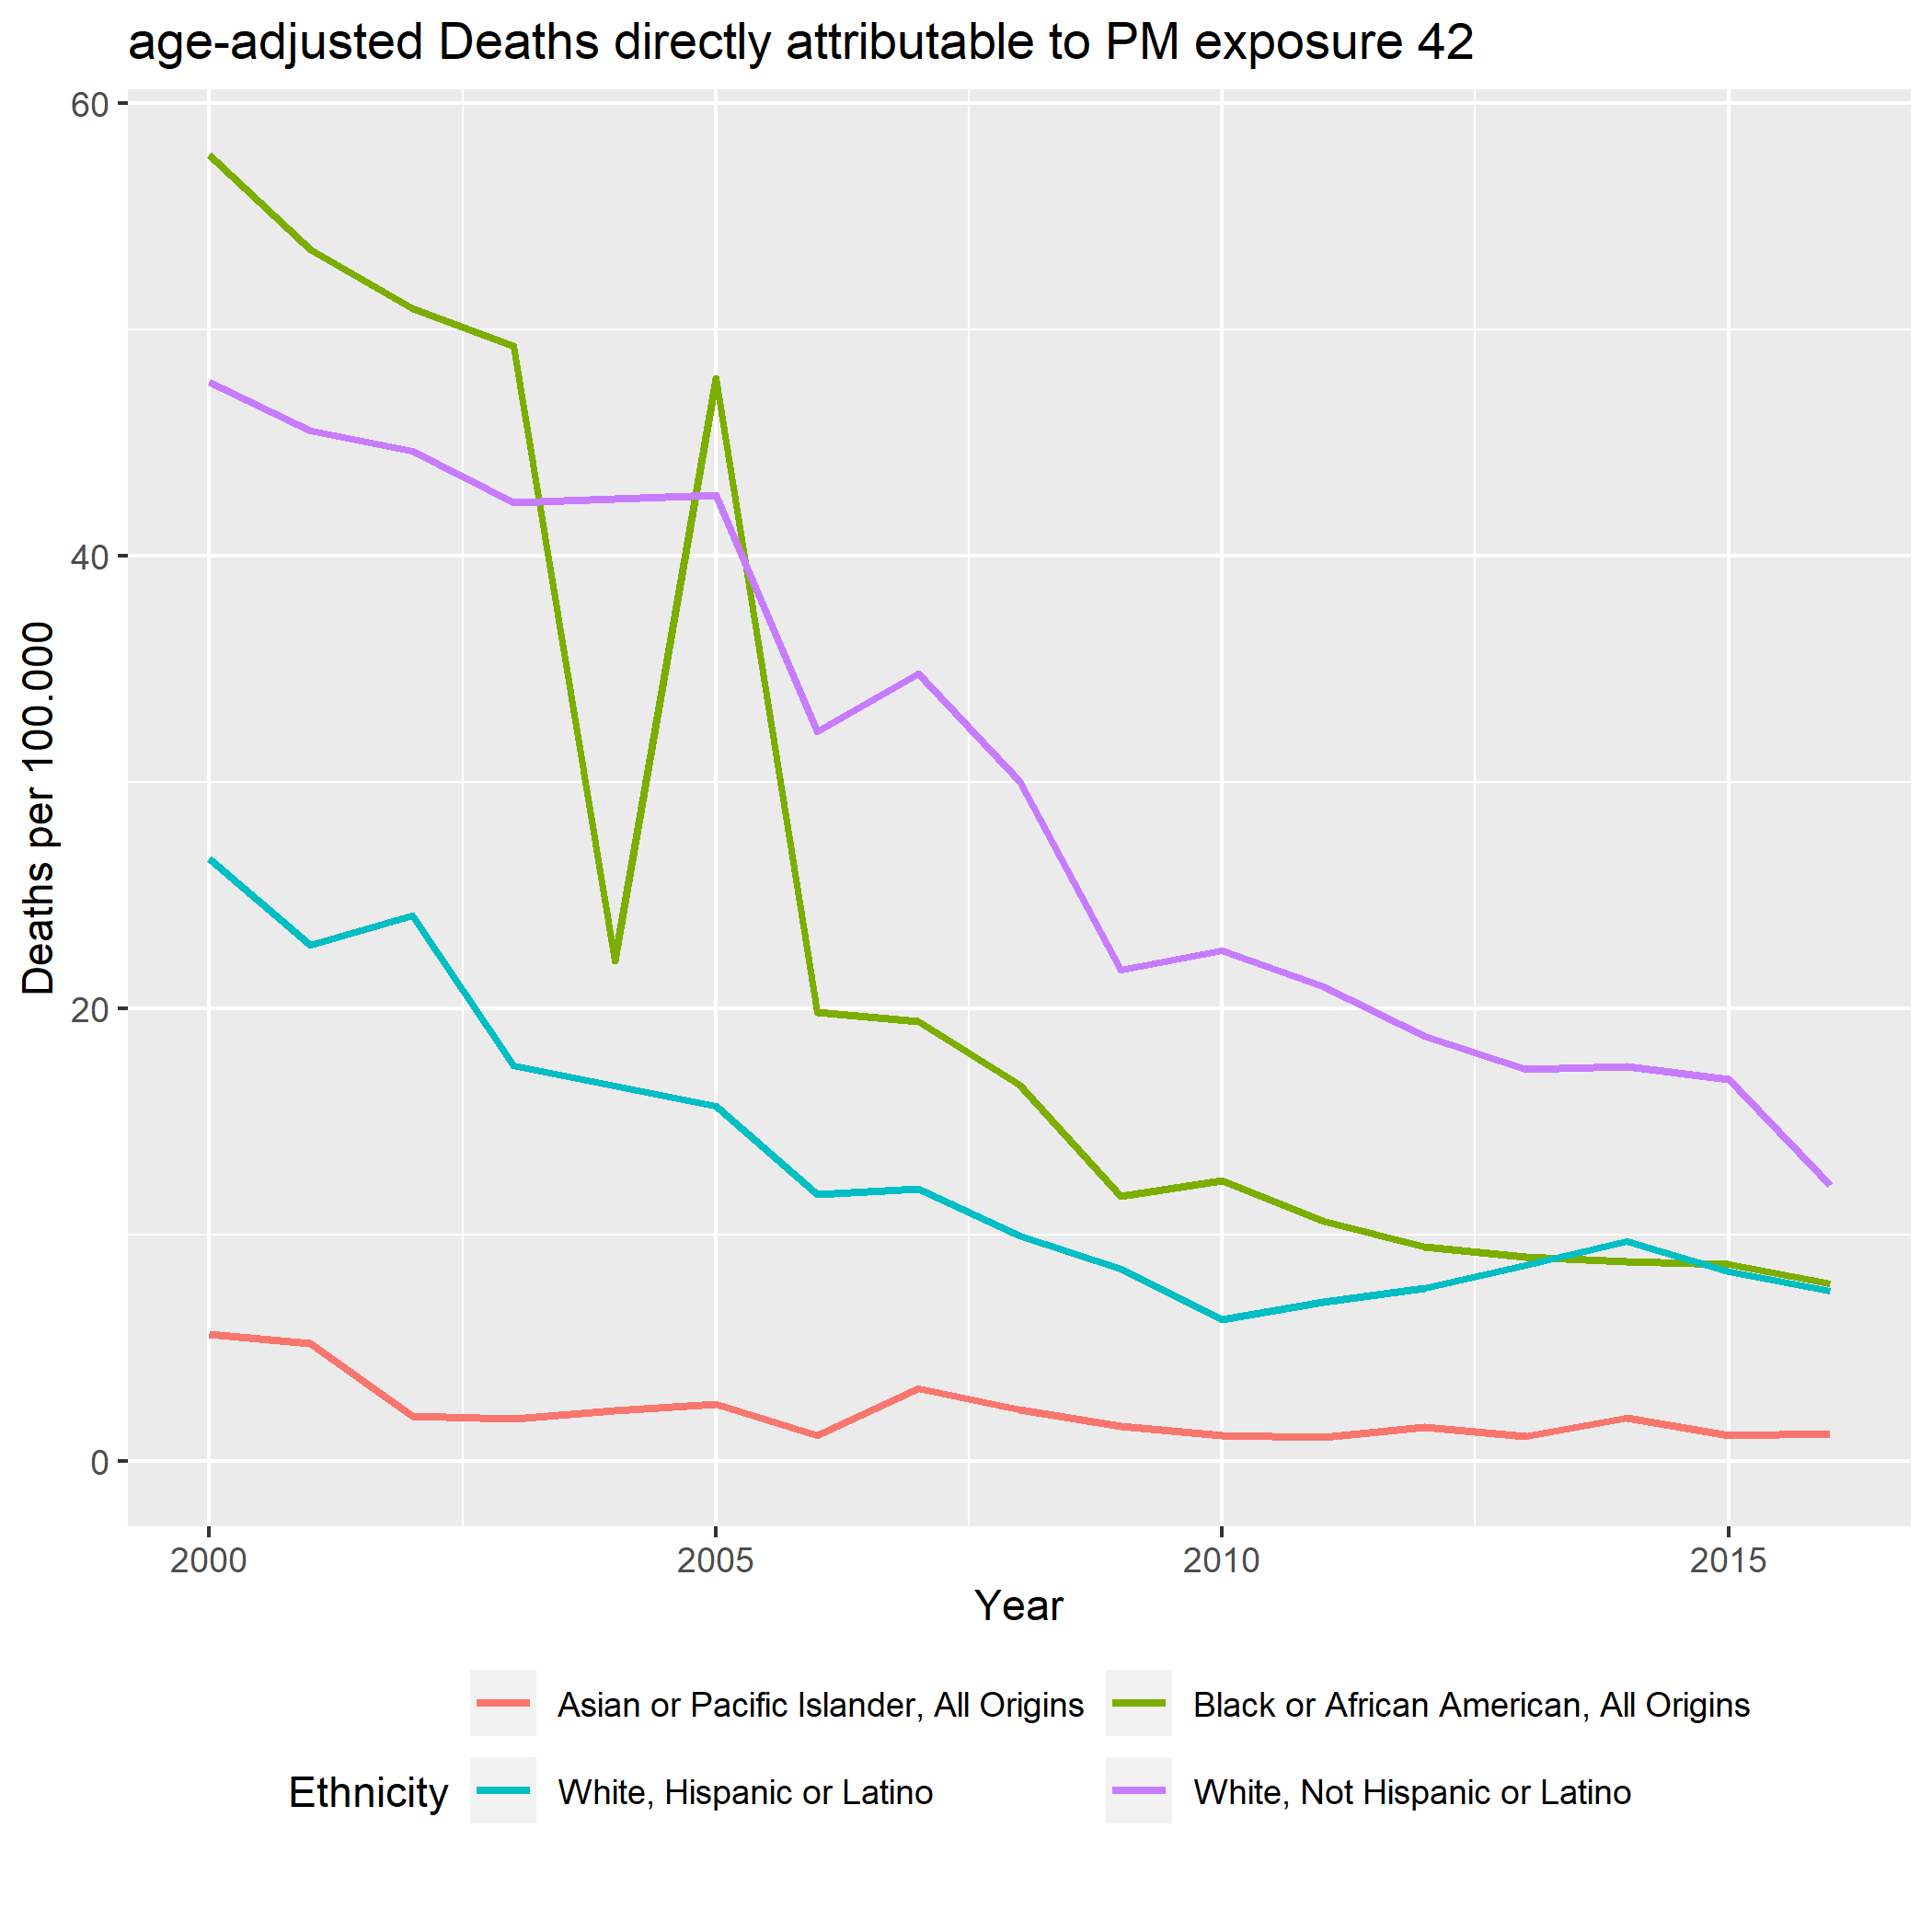 age-adjusted Deaths directly attributable to PM exposure 42
60
40
20
0
Deaths per 100.000
2000 2005 2010 2015
Year
Ethnicity
Asian or Pacific Islander, All Origins
Black or African American, All Origins
White, Hispanic or Latino
White, Not Hispanic or Latino